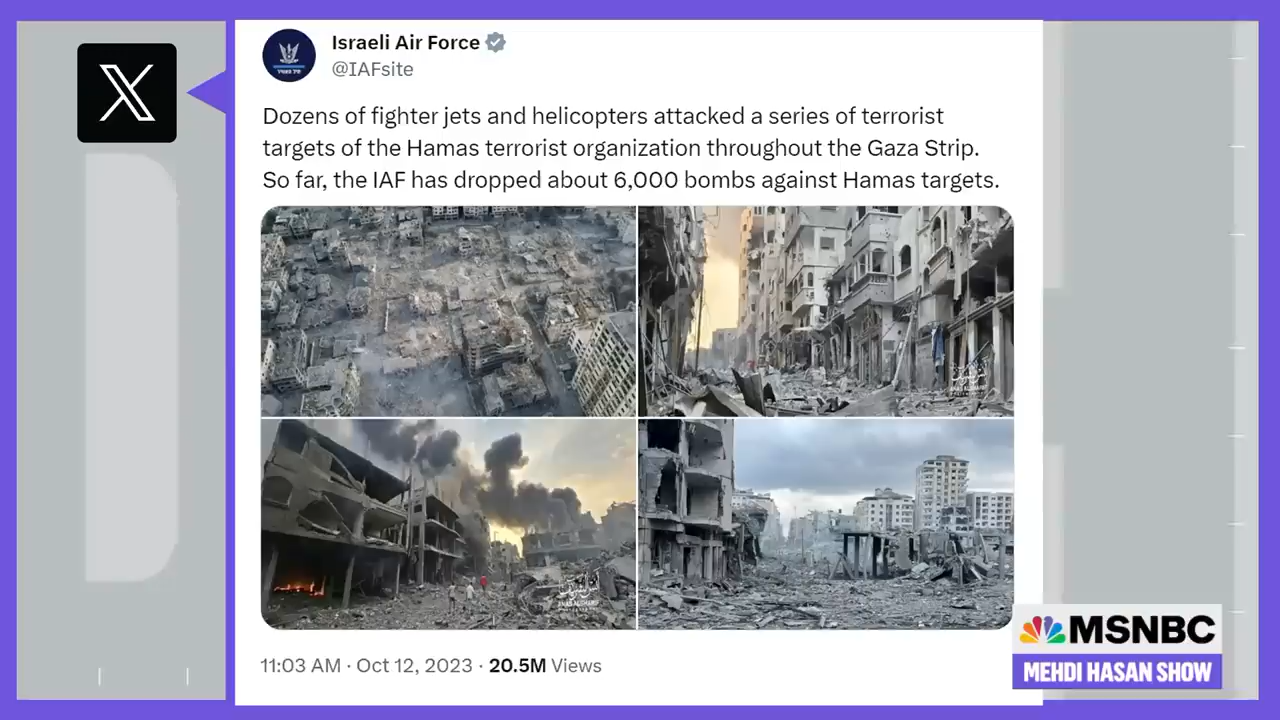 Israeli Air Force
@IAFsite
Dozens of fighter jets and helicopters attacked a series of terrorist
targets of the Hamas terrorist organization throughout the Gaza Strip.
So far, the IAF has dropped about 6,000 bombs against Hamas targets.
11:03 AM · Oct 12, 2023 · 20.5M Views
MSNBC
MEHDI HASAN SHOW